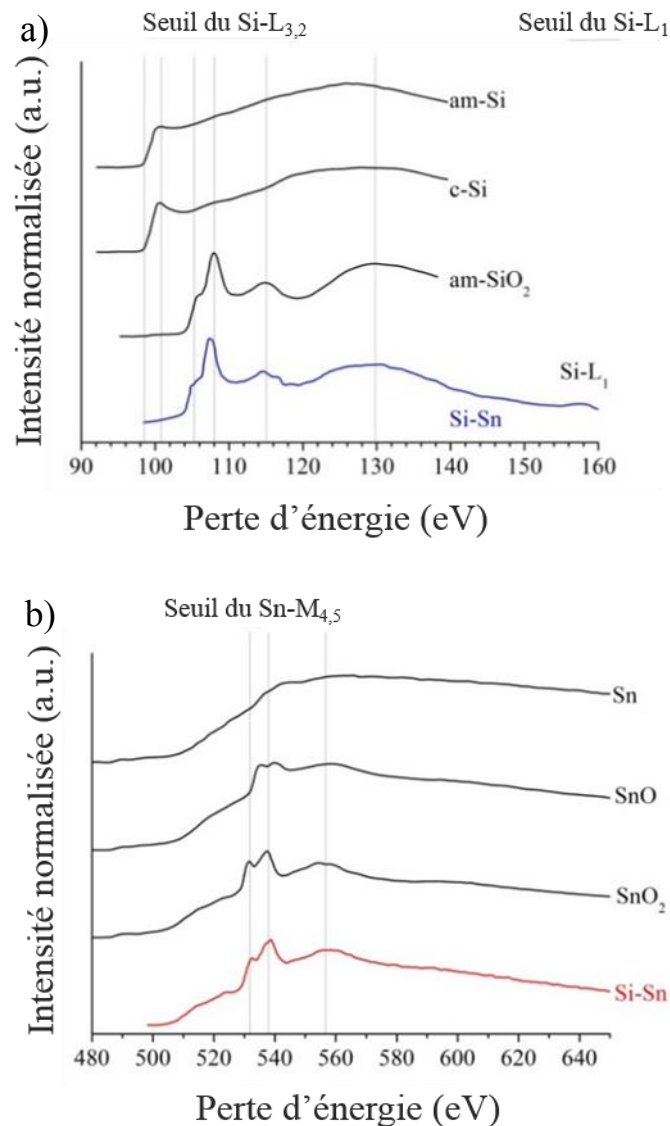 a)
Seuil du Si-L3,2
Seuil du Si-L1
Intensité normalisée (a.u.)
am-Si
c-Si
am-SiO2
Si-L1
Si-Sn
90 100 110 120 130 140 150 160
Perte d’énergie (eV)
b)
Seuil du Sn-M4,5
Intensité normalisée (a.u.)
Sn
SnO
SnO2
Si-Sn
480 500 520 540 560 580 600 620 640
Perte d’énergie (eV)